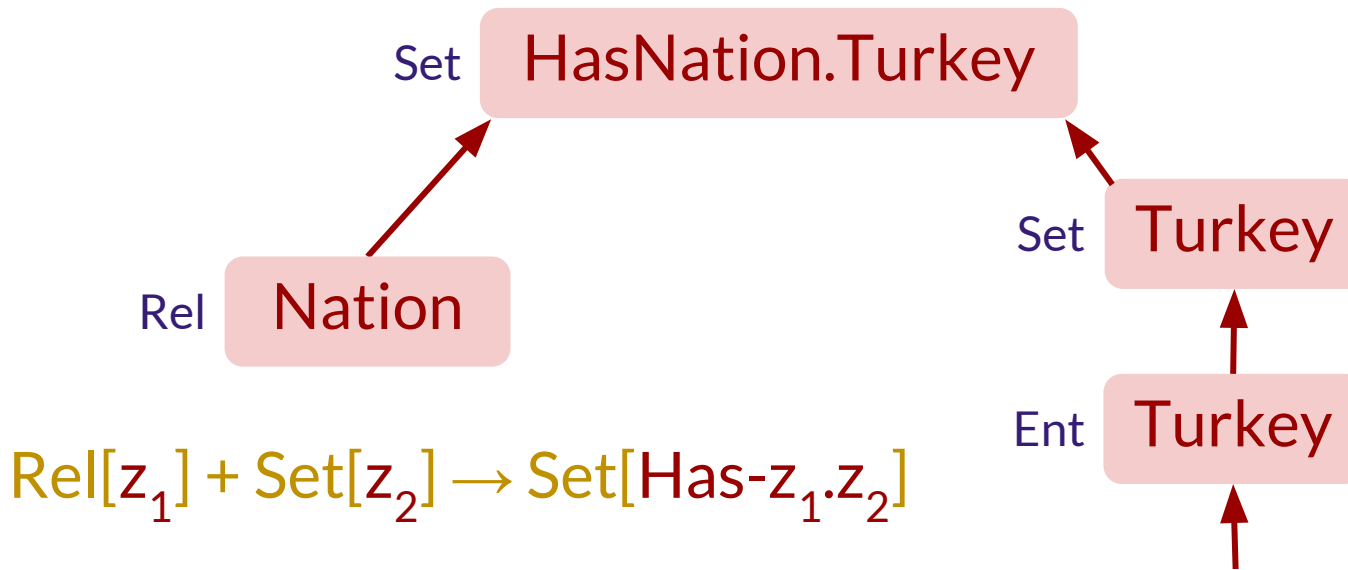 Set HasNation.Turkey
Set Turkey
Rel Nation
Ent Turkey
Rel[z₁] + Set[z₂] → Set[Has-z₁.z₂]